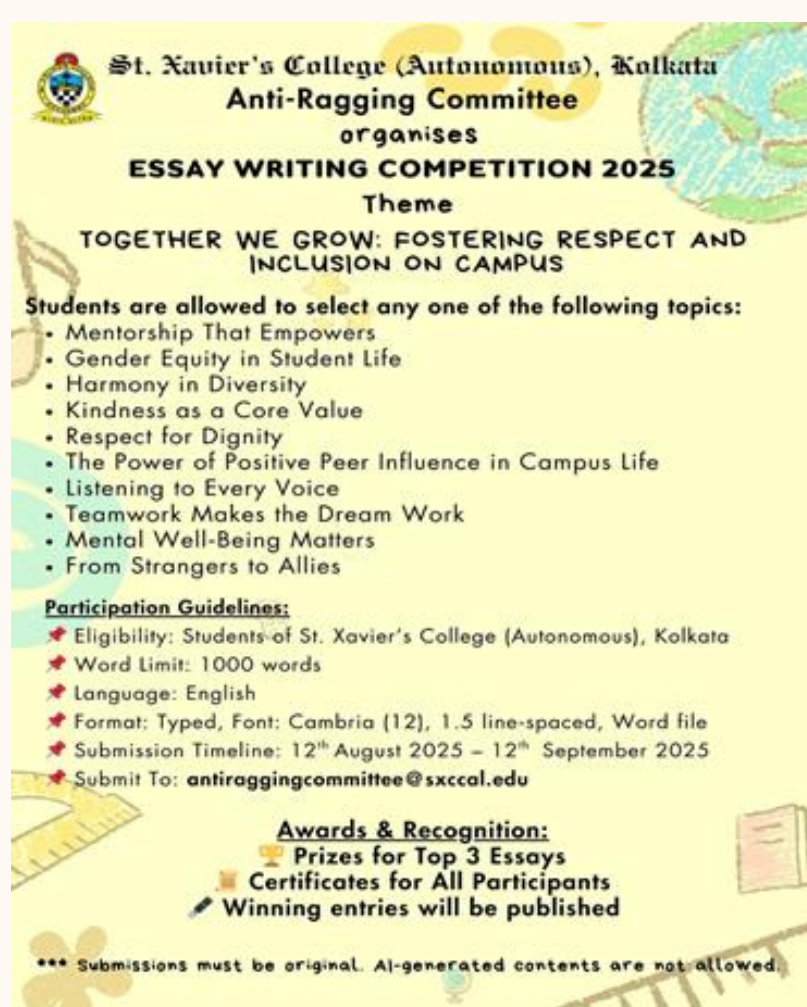 St. Xavier's College (Autonomous), Kolkata
Anti-Ragging Committee
organises
ESSAY WRITING COMPETITION 2025
Theme
TOGETHER WE GROW: FOSTERING RESPECT AND
INCLUSION ON CAMPUS
Students are allowed to select any one of the following topics:
• Mentorship That Empowers
• Gender Equity in Student Life
• Harmony in Diversity
• Kindness as a Core Value
• Respect for Dignity
• The Power of Positive Peer Influence in Campus Life
• Listening to Every Voice
• Teamwork Makes the Dream Work
• Mental Well-Being Matters
• From Strangers to Allies
Participation Guidelines:
📌 Eligibility: Students of St. Xavier's College (Autonomous), Kolkata
📌 Word Limit: 1000 words
📌 Language: English
📌 Format: Typed, Font: Cambria (12), 1.5 line-spaced, Word file
📌 Submission Timeline: 12th August 2025 – 12th September 2025
📌 Submit To: antiraggingcommittee@sxccal.edu
Awards & Recognition:
🏆 Prizes for Top 3 Essays
📜 Certificates for All Participants
🖋 Winning entries will be published
*** Submissions must be original. AI-generated contents are not allowed.